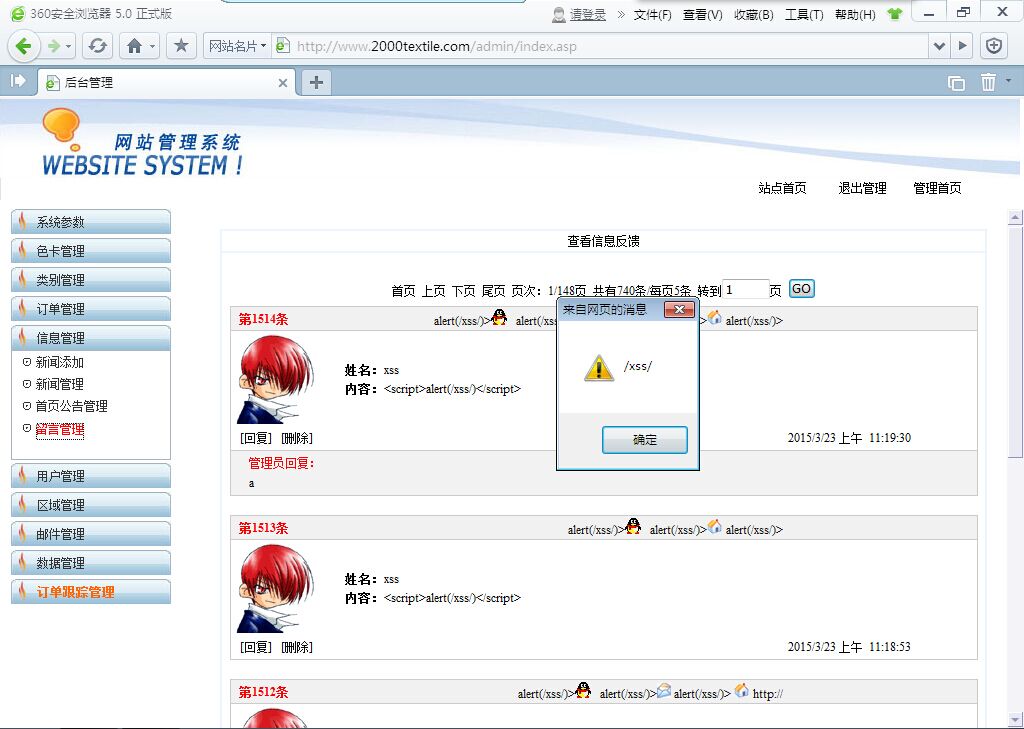 360安全浏览器 5.0 正式版
请登录 » 文件(F) 查看(V) 收藏(B) 工具(T) 帮助(H)
网站名片 http://www.2000textile.com/admin/index.asp
后台管理
网站管理系统
WEBSITE SYSTEM !
站点首页 退出管理 管理首页
系统参数
色卡管理
类别管理
订单管理
信息管理
新闻添加
新闻管理
首页公告管理
留言管理
用户管理
区域管理
邮件管理
数据管理
订单跟踪管理
查看信息反馈
首页 上页 下页 尾页 页次：1/148页 共有740条/每页5条 转到 1 页 GO
第1514条 alert(/xss/)> alert(/xss > alert(/xss/)>
姓名：xss
内容：<script>alert(/xss/)</script>
[回复] [删除] 2015/3/23 上午 11:19:30
管理员回复：
a
来自网页的消息
/xss/
确定
第1513条 alert(/xss/)> alert(/xss/)> alert(/xss/)>
姓名：xss
内容：<script>alert(/xss/)</script>
[回复] [删除] 2015/3/23 上午 11:18:53
第1512条 alert(/xss/)> alert(/xss/)> alert(/xss/)> http://